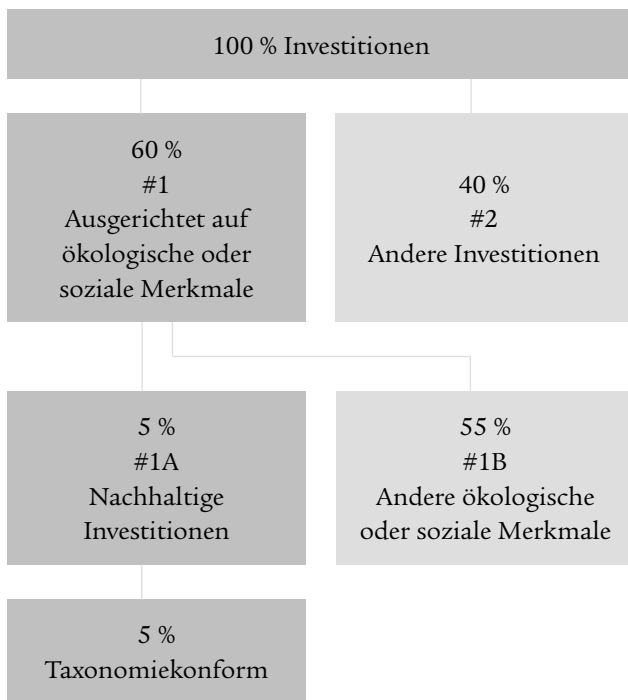 100 % Investitionen
60 %
#1
Ausgerichtet auf
ökologische oder
soziale Merkmale
40 %
#2
Andere Investitionen
5 %
#1A
Nachhaltige
Investitionen
55 %
#1B
Andere ökologische
oder soziale Merkmale
5 %
Taxonomiekonform